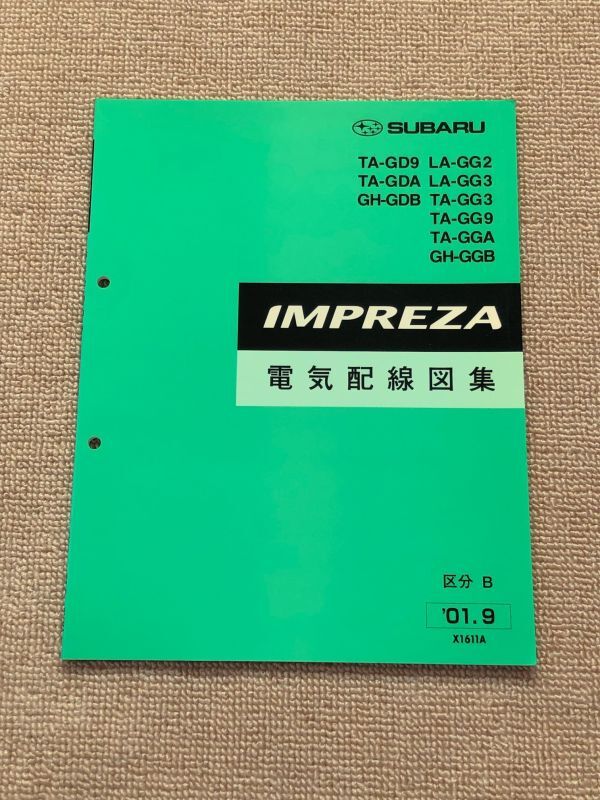 SUBARU
TA-GD9 LA-GG2
TA-GDA LA-GG3
GH-GDB TA-GG3
TA-GG9
TA-GGA
GH-GGB
IMPREZA
電気配線図集
区分 B
'01.9
X1611A